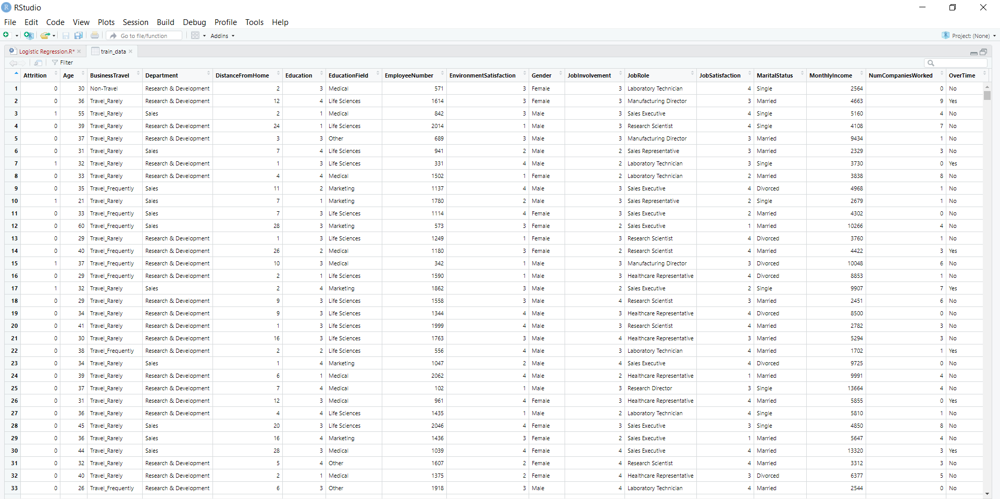 RStudio
File Edit Code View Plots Session Build Debug Profile Tools Help
Go to file/function Addins Project: (None)
Logistic Regression.R* train_data
Filter
Attrition Age BusinessTravel Department DistanceFromHome Education EducationField EmployeeNumber EnvironmentSatisfaction Gender JobInvolvement JobRole JobSatisfaction MaritalStatus MonthlyIncome NumCompaniesWorked OverTime
1 0 30 Non-Travel Research & Development 2 3 Medical 571 3 Female 3 Laboratory Technician 4 Single 2564 0 No
2 0 36 Travel_Rarely Research & Development 12 4 Life Sciences 1614 3 Female 3 Manufacturing Director 3 Married 4663 9 Yes
3 1 55 Travel_Rarely Sales 2 1 Medical 842 3 Male 3 Sales Executive 4 Single 5160 4 No
4 0 39 Travel_Rarely Research & Development 24 1 Life Sciences 2014 1 Male 3 Research Scientist 4 Single 4108 7 No
5 0 37 Travel_Rarely Research & Development 3 3 Other 689 3 Male 3 Manufacturing Director 3 Married 9434 1 No
6 0 31 Travel_Rarely Sales 7 4 Life Sciences 941 2 Male 2 Sales Representative 3 Married 2329 3 No
7 1 32 Travel_Rarely Research & Development 1 3 Life Sciences 331 4 Male 2 Laboratory Technician 3 Single 3730 0 Yes
8 0 33 Travel_Rarely Research & Development 4 4 Medical 1502 1 Female 2 Laboratory Technician 2 Married 3838 8 No
9 0 35 Travel_Frequently Sales 11 2 Marketing 1137 4 Male 3 Sales Executive 4 Divorced 4968 1 No
10 1 21 Travel_Rarely Sales 7 1 Marketing 1780 2 Male 3 Sales Representative 2 Single 2679 1 No
11 0 33 Travel_Frequently Sales 7 3 Life Sciences 1114 4 Female 3 Sales Executive 2 Married 4302 0 No
12 0 60 Travel_Frequently Sales 28 3 Marketing 573 3 Female 2 Sales Executive 1 Married 10266 4 No
13 0 29 Travel_Rarely Research & Development 1 3 Life Sciences 1249 1 Female 3 Research Scientist 4 Divorced 3760 1 No
14 0 40 Travel_Frequently Research & Development 26 2 Medical 1180 3 Female 2 Research Scientist 4 Married 4422 3 Yes
15 1 37 Travel_Frequently Research & Development 10 3 Medical 342 1 Male 3 Manufacturing Director 3 Divorced 10048 6 No
16 0 29 Travel_Frequently Research & Development 2 1 Life Sciences 1590 1 Male 3 Healthcare Representative 4 Divorced 8853 1 No
17 1 32 Travel_Rarely Sales 2 4 Marketing 1862 3 Male 2 Sales Executive 2 Single 9907 7 Yes
18 0 29 Travel_Rarely Research & Development 9 3 Life Sciences 1558 3 Male 4 Research Scientist 3 Married 2451 6 No
19 0 34 Travel_Rarely Research & Development 9 3 Life Sciences 1344 4 Male 3 Healthcare Representative 4 Divorced 8500 0 No
20 0 41 Travel_Rarely Research & Development 1 3 Life Sciences 1999 4 Male 3 Research Scientist 4 Married 2782 3 No
21 0 30 Travel_Rarely Research & Development 16 3 Life Sciences 1763 3 Male 4 Healthcare Representative 3 Married 5294 3 No
22 0 38 Travel_Frequently Research & Development 2 2 Life Sciences 556 4 Male 3 Laboratory Technician 4 Married 1702 1 Yes
23 0 34 Travel_Rarely Sales 1 4 Marketing 1047 2 Male 4 Sales Executive 4 Divorced 9725 0 No
24 0 39 Travel_Rarely Research & Development 6 1 Medical 2062 4 Male 2 Healthcare Representative 1 Married 9991 4 No
25 0 37 Travel_Rarely Research & Development 7 4 Medical 102 1 Male 3 Research Director 3 Single 13664 4 No
26 0 31 Travel_Rarely Research & Development 12 3 Medical 961 4 Female 3 Healthcare Representative 4 Married 5855 0 Yes
27 0 36 Travel_Rarely Research & Development 4 4 Life Sciences 1435 1 Male 2 Laboratory Technician 4 Single 5810 1 No
28 0 45 Travel_Rarely Sales 20 3 Life Sciences 2046 4 Female 3 Sales Executive 3 Single 4850 8 No
29 0 36 Travel_Rarely Sales 16 4 Marketing 1436 3 Female 2 Sales Executive 1 Married 5647 4 No
30 0 44 Travel_Rarely Sales 28 3 Medical 1039 4 Female 4 Sales Executive 4 Married 13320 3 Yes
31 0 32 Travel_Rarely Research & Development 5 4 Other 1607 2 Female 4 Research Scientist 4 Married 3312 3 No
32 0 40 Travel_Rarely Research & Development 2 1 Medical 1375 2 Female 4 Healthcare Representative 3 Divorced 6377 5 No
33 0 26 Travel_Frequently Research & Development 6 3 Other 1918 3 Male 4 Laboratory Technician 4 Married 2544 0 No